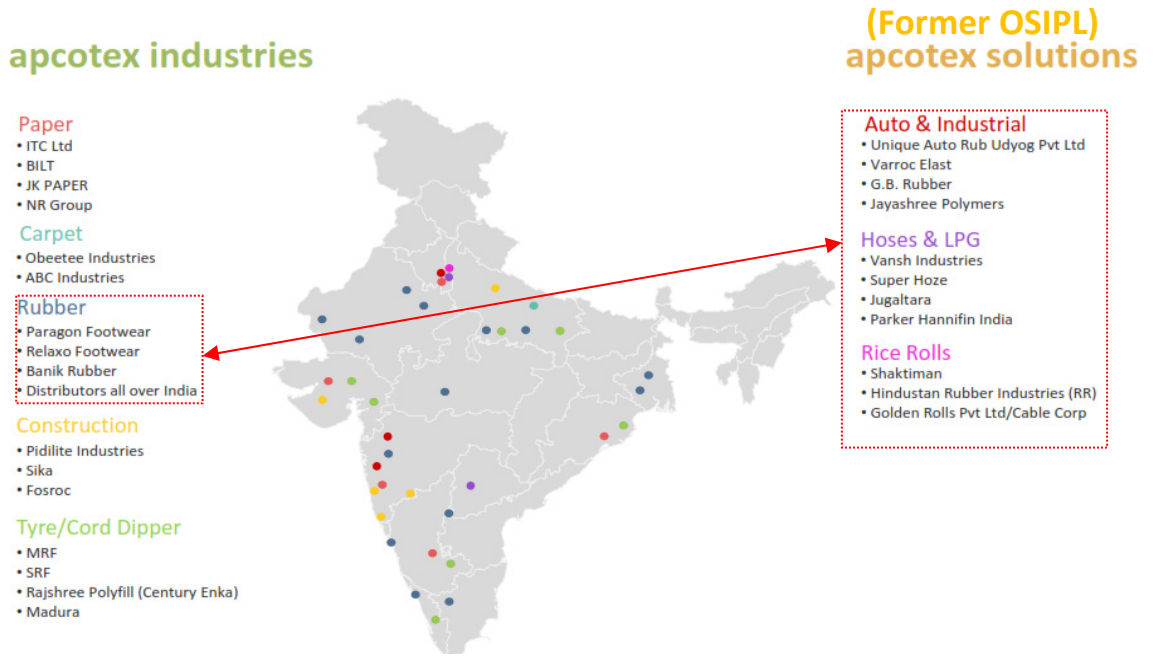 (Former OSIPL)
apcotex industries
apcotex solutions
Paper
• ITC Ltd
• BILT
• JK PAPER
• NR Group
Carpet
• Obeetee Industries
• ABC Industries
Rubber
• Paragon Footwear
• Relaxo Footwear
• Banik Rubber
• Distributors all over India
Construction
• Pidilite Industries
• Sika
• Fosroc
Tyre/Cord Dipper
• MRF
• SRF
• Rajshree Polyfill (Century Enka)
• Madura
Auto & Industrial
• Unique Auto Rub Udyog Pvt Ltd
• Varroc Elast
• G.B. Rubber
• Jayashree Polymers
Hoses & LPG
• Vansh Industries
• Super Hoze
• Jugaltara
• Parker Hannifin India
Rice Rolls
• Shaktiman
• Hindustan Rubber Industries (RR)
• Golden Rolls Pvt Ltd/Cable Corp